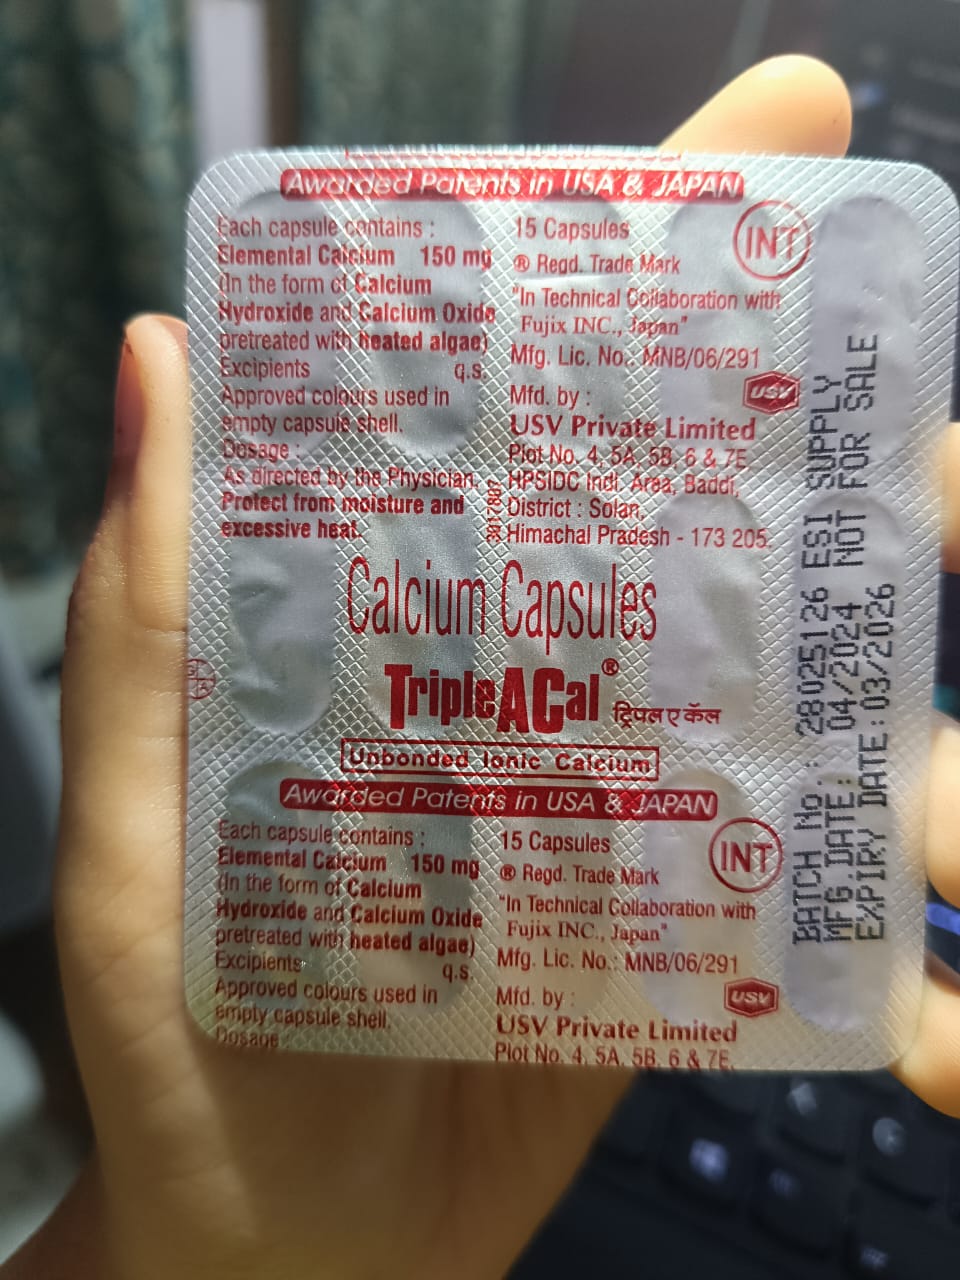 Awarded Patents in USA & JAPAN
Each capsule contains :
Elemental Calcium 150 mg
(In the form of Calcium
Hydroxide and Calcium Oxide
pretreated with heated algae)
Excipients q.s.
Approved colours used in
empty capsule shell.
Dosage :
As directed by the Physician.
Protect from moisture and
excessive heat.
15 Capsules
® Regd. Trade Mark
"In Technical Collaboration with
Fujix INC., Japan"
Mfg. Lic. No.: MNB/06/291
Mfd. by :
USV Private Limited
Plot No. 4, 5A, 5B, 6 & 7E,
HPSIDC Indl. Area, Baddi,
District : Solan,
Himachal Pradesh - 173 205.
INT
USV
Calcium Capsules
TripleACal®
ट्रिपल ए कॅल
Unbonded Ionic Calcium
Awarded Patents in USA & JAPAN
Each capsule contains :
Elemental Calcium 150 mg
(In the form of Calcium
Hydroxide and Calcium Oxide
pretreated with heated algae)
Excipients q.s.
Approved colours used in
empty capsule shell.
Dosage :
15 Capsules
® Regd. Trade Mark
"In Technical Collaboration with
Fujix INC., Japan"
Mfg. Lic. No.: MNB/06/291
Mfd. by :
USV Private Limited
Plot No. 4, 5A, 5B, 6 & 7E,
INT
USV
BATCH No. : 28025126 ESI SUPPLY
MFG.DATE: 04/2024 NOT FOR SALE
EXPIRY DATE:03/2026